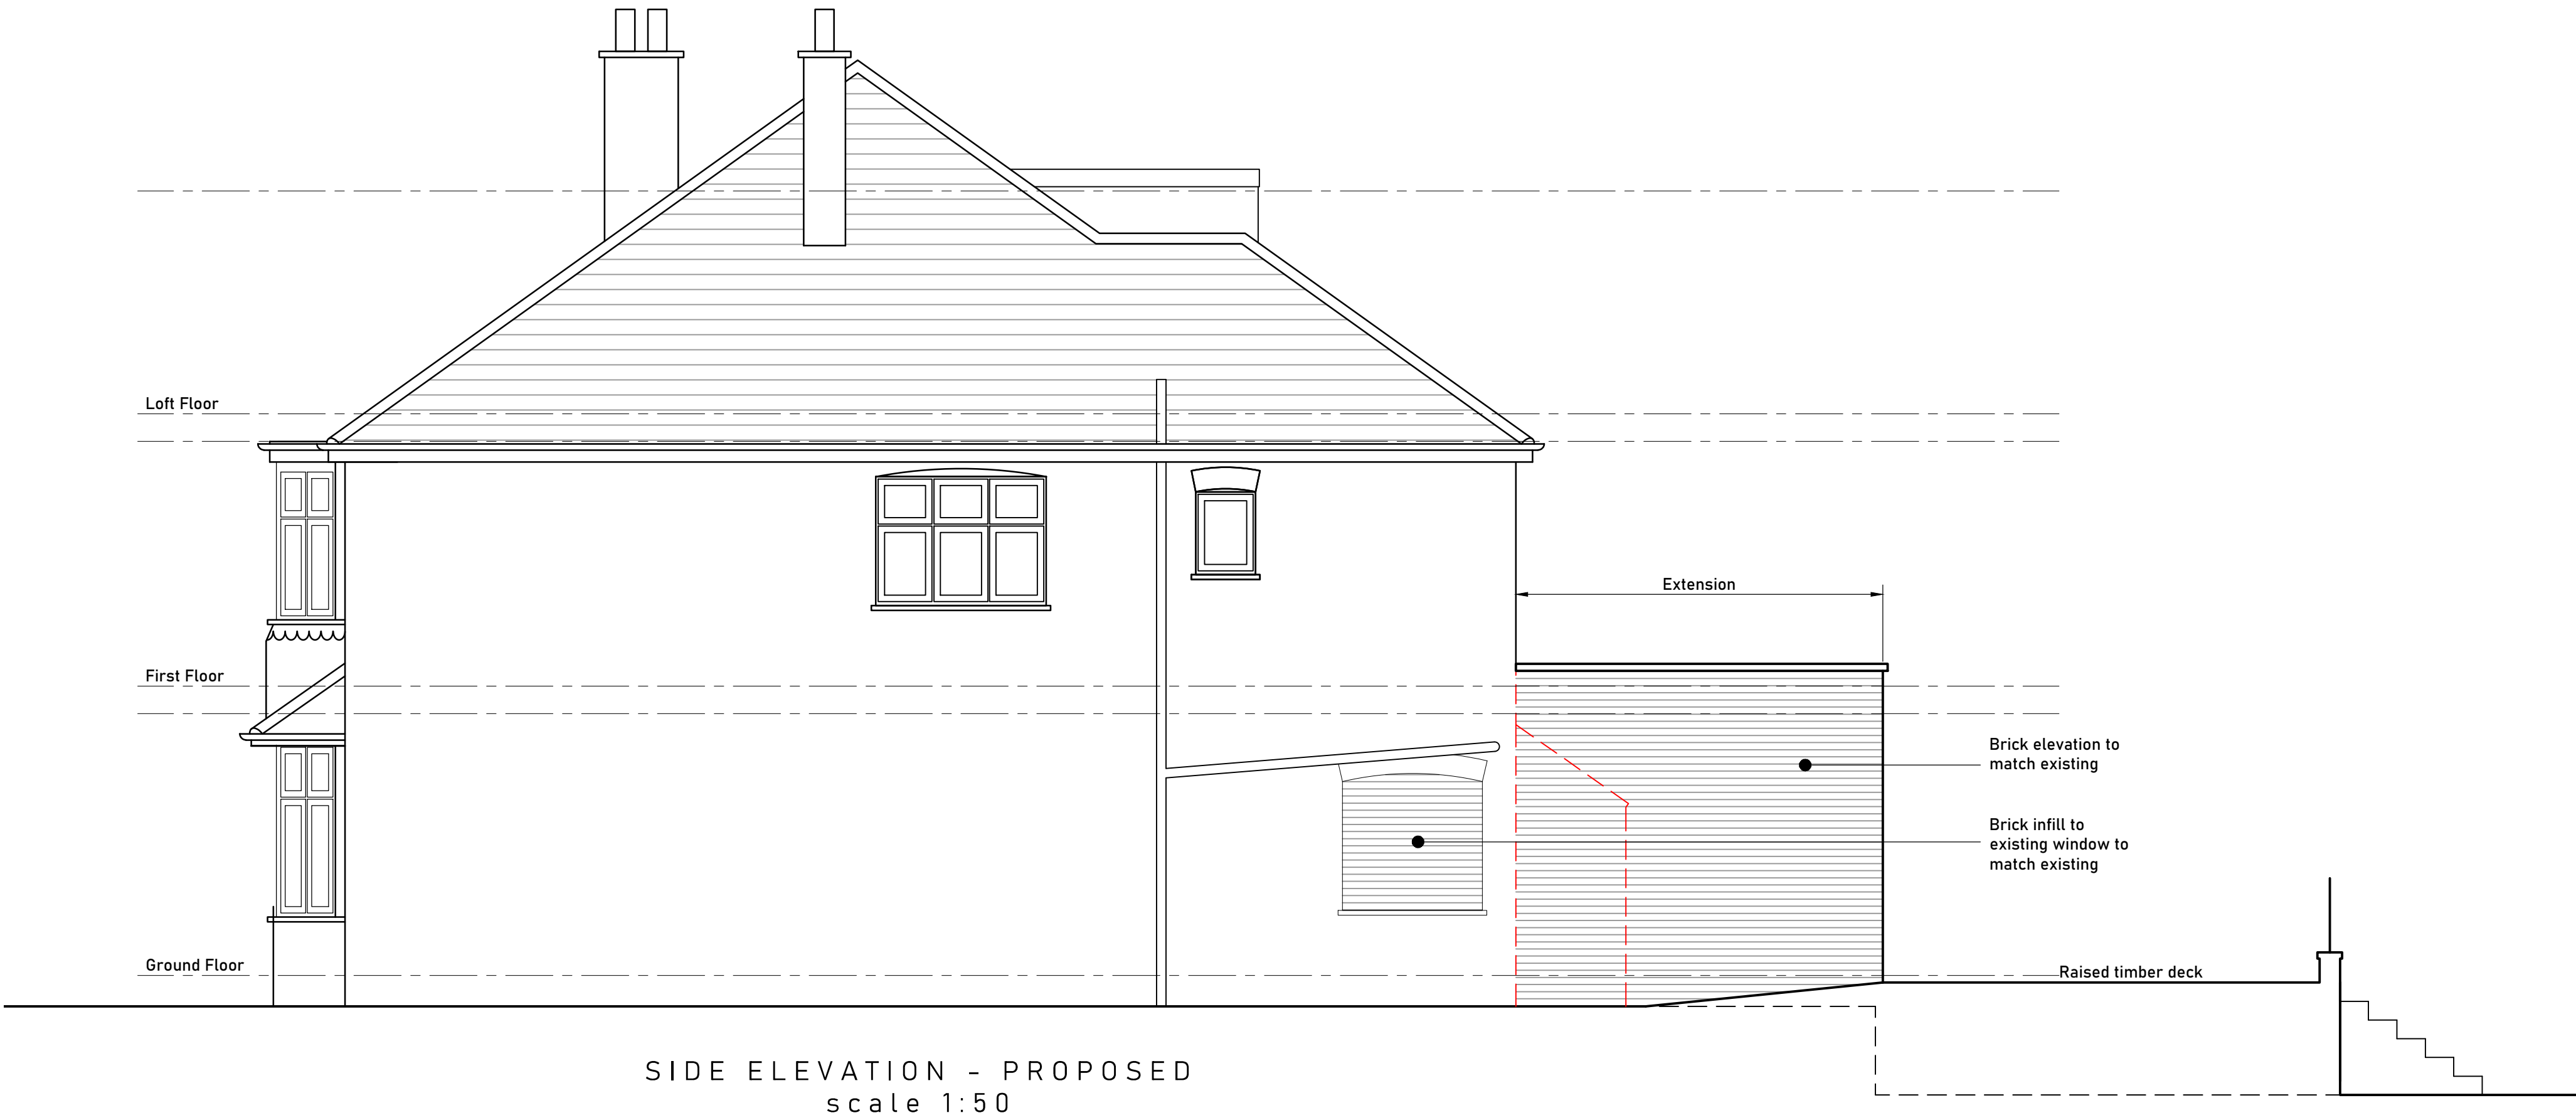 Loft Floor
Extension
First Floor
Brick elevation to
match existing
Brick infill to
existing window to
match existing
Ground Floor
Raised timber deck
SIDE ELEVATION - PROPOSED
scale 1:50